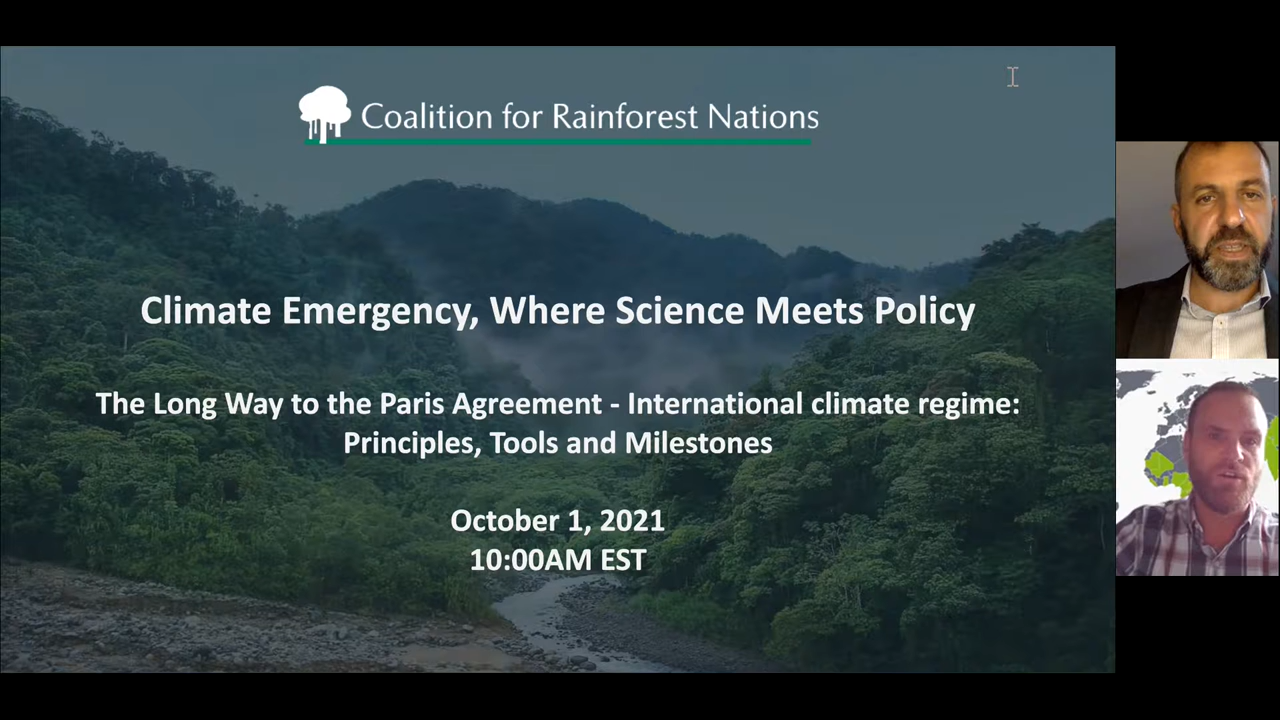 Coalition for Rainforest Nations
Climate Emergency, Where Science Meets Policy
The Long Way to the Paris Agreement - International climate regime:
Principles, Tools and Milestones
October 1, 2021
10:00AM EST